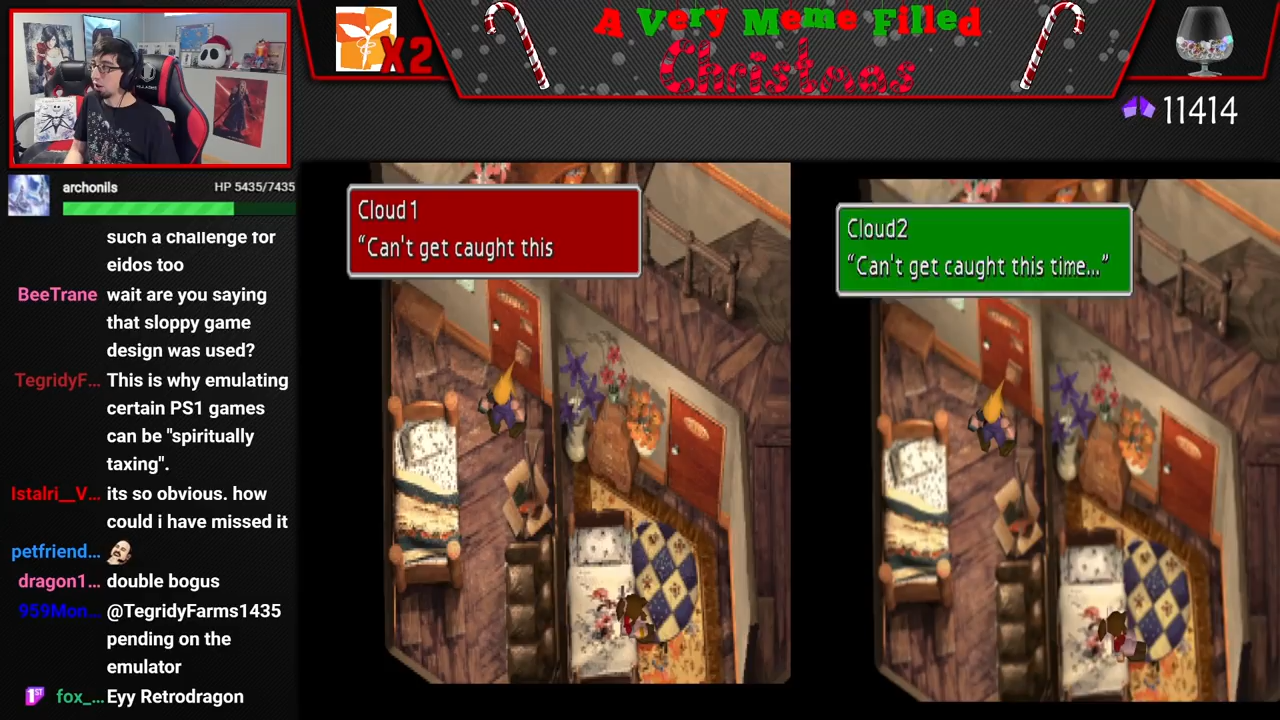 A Very Meme Filled
Christmas
X2
11414
archonils HP 5435/7435
such a challenge for
eidos too
BeeTrane wait are you saying
that sloppy game
design was used?
TegridyF... This is why emulating
certain PS1 games
can be "spiritually
taxing".
Istalri__V... its so obvious. how
could i have missed it
petfriend...
dragon1... double bogus
959Mon... @TegridyFarms1435
pending on the
emulator
1ST fox_... Eyy Retrodragon
Cloud1
“Can't get caught this
Cloud2
“Can't get caught this time...”